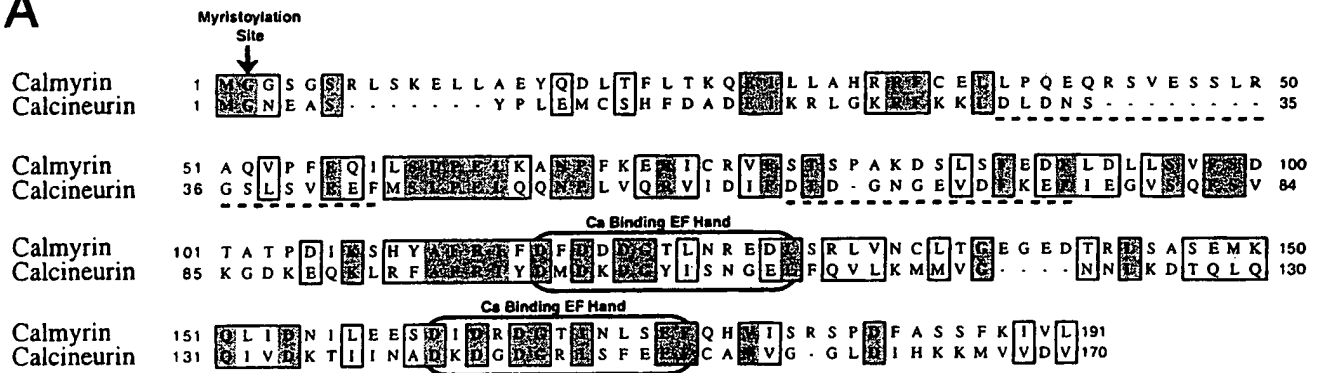 A
Myristoylation
Site
Calmyrin 1 M G G S G S R L S K E L L A E Y Q D L T F L T K Q E I L L A H R R F C E L L P Q E Q R S V E S S L R 50
Calcineurin 1 M G N E A S · · · · · · · Y P L E M C S H F D A D E I K R L G K R F K K L D L D N S · · · · · · · · 35
Calmyrin 51 A Q V P F E Q I L S L P E L K A N P F K E R I C R V F S T S P A K D S L S F E D F L D L L S V F S D 100
Calcineurin 36 G S L S V E E F M S L P E L Q Q N P L V Q R V I D I F D T D · G N G E V D F K E F I E G V S Q F S V 84
Ca Binding EF Hand
Calmyrin 101 T A T P D I K S H Y A F R I F D F D D D G T L N R E D L S R L V N C L T G E G E D T R L S A S E M K 150
Calcineurin 85 K G D K E Q K L R F A F R I Y D M D K D G Y I S N G E L F Q V L K M M V G · · · · N N L K D T Q L Q 130
Ca Binding EF Hand
Calmyrin 151 Q L I D N I L E E S D I D R D G T I N L S E F Q H V I S R S P D F A S S F K I V L 191
Calcineurin 131 Q I V D K T I I N A D K D G D G R I S F E E F C A V V G · G L D I H K K M V V D V 170